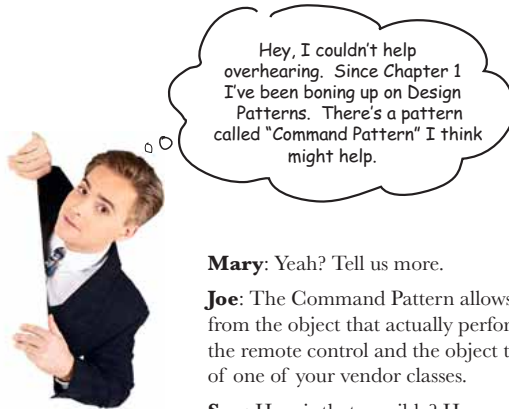 Hey, I couldn't help
overhearing. Since Chapter 1
I've been boning up on Design
Patterns. There's a pattern
called “Command Pattern” I think
might help.
Mary: Yeah? Tell us more.
Joe: The Command Pattern allows
from the object that actually perfor
the remote control and the object t
of one of your vendor classes.